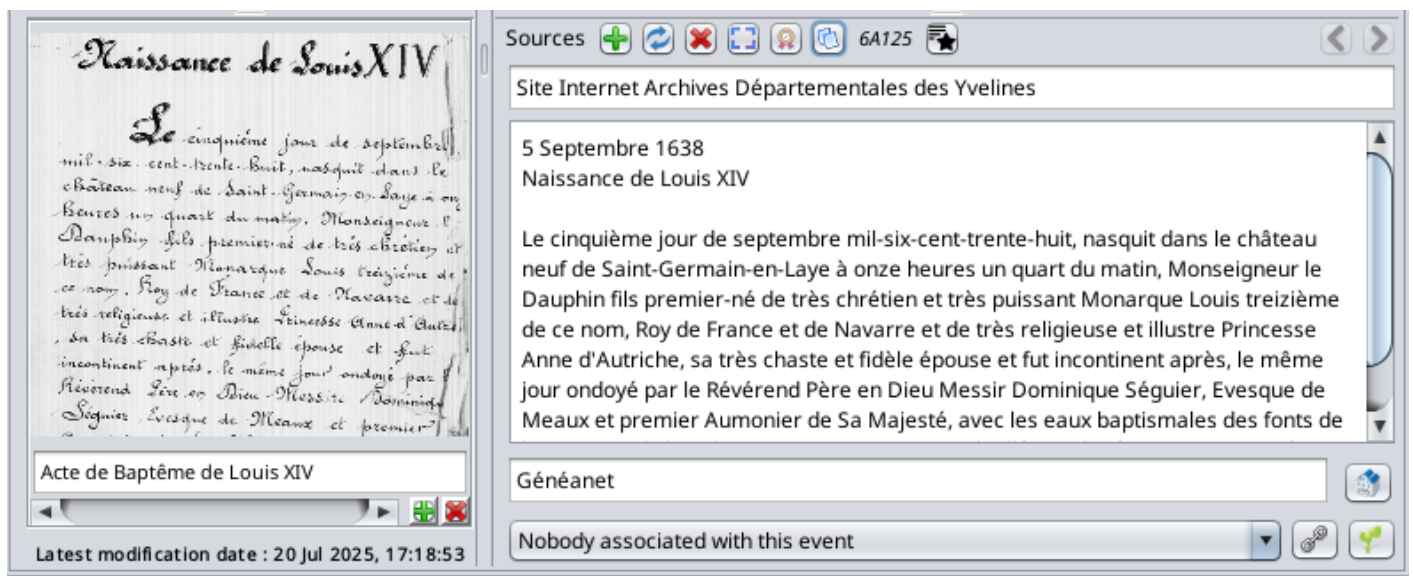 Naissance de Louis XIV
Le cinquième jour de septembre
mil-six-cent-trente-huit, nasquit dans le
château neuf de Saint-Germain-en-Laye à onze
heures un quart du matin, Monseigneur l
Dauphin fils premier-né de très chrétien et
très puissant Monarque Louis treizième de
ce nom, Roy de France et de Navarre et de
très religieuse et illustre Princesse Anne d'Autri
, sa très chaste et fidelle épouse et fut
incontinent après, le même jour ondoyé par
Révérend Père en Dieu Messire Dominique
Séguier Evesque de Méaux et premier
Acte de Baptême de Louis XIV
Latest modification date : 20 Jul 2025, 17:18:53
Sources 6A125
Site Internet Archives Départementales des Yvelines
5 Septembre 1638
Naissance de Louis XIV
Le cinquième jour de septembre mil-six-cent-trente-huit, nasquit dans le château
neuf de Saint-Germain-en-Laye à onze heures un quart du matin, Monseigneur le
Dauphin fils premier-né de très chrétien et très puissant Monarque Louis treizième
de ce nom, Roy de France et de Navarre et de très religieuse et illustre Princesse
Anne d'Autriche, sa très chaste et fidèle épouse et fut incontinent après, le même
jour ondoyé par le Révérend Père en Dieu Messir Dominique Séguier, Evesque de
Meaux et premier Aumonier de Sa Majesté, avec les eaux baptismales des fonts de
Généanet
Nobody associated with this event